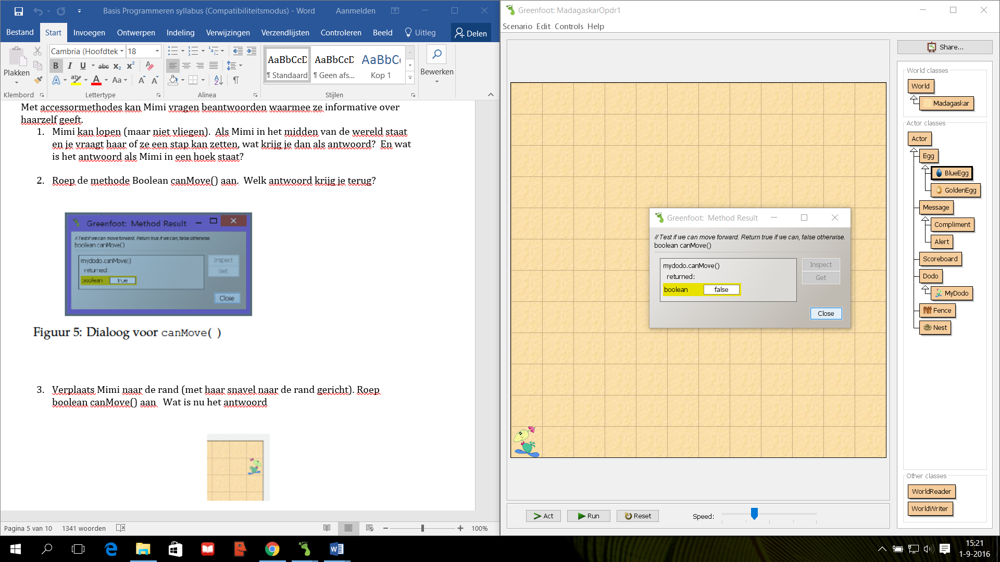 Basis Programmeren syllabus (Compatibiliteitsmodus) - Word
Aanmelden
Bestand
Start
Invoegen
Ontwerpen
Indeling
Verwijzingen
Verzendlijsten
Controleren
Beeld
Uitleg
Delen
Plakken
Klembord
Cambria (Hoofdtek
18
B I U abc x₂ x²
A ab A Aa A A
Lettertype
Alinea
AaBbCcD
¶ Standaard
AaBbCcD
¶ Geen afs...
AaBbCc
Kop 1
Stijlen
Bewerken
Met accessormethodes kan Mimi vragen beantwoorden waarmee ze informative over
haarzelf geeft.
1. Mimi kan lopen (maar niet vliegen). Als Mimi in het midden van de wereld staat
en je vraagt haar of ze een stap kan zetten, wat krijg je dan als antwoord? En wat
is het antwoord als Mimi in een hoek staat?
2. Roep de methode Boolean canMove() aan. Welk antwoord krijg je terug?
Greenfoot: Method Result
// Test if we can move forward. Return true if we can, false otherwise.
boolean canMove()
mydodo.canMove()
returned:
boolean true
Inspect
Get
Close
Figuur 5: Dialoog voor canMove( )
3. Verplaats Mimi naar de rand (met haar snavel naar de rand gericht). Roep
boolean canMove() aan Wat is nu het antwoord
Pagina 5 van 10
1341 woorden
100%
Greenfoot: MadagaskarOpdr1
Scenario Edit Controls Help
Greenfoot: Method Result
// Test if we can move forward. Return true if we can, false otherwise.
boolean canMove()
mydodo.canMove()
returned:
boolean false
Inspect
Get
Close
Act
Run
Reset
Speed:
Share...
World classes
World
Madagaskar
Actor classes
Actor
Egg
BlueEgg
GoldenEgg
Message
Compliment
Alert
Scoreboard
Dodo
MyDodo
Fence
Nest
Other classes
WorldReader
WorldWriter
15:21
1-9-2016